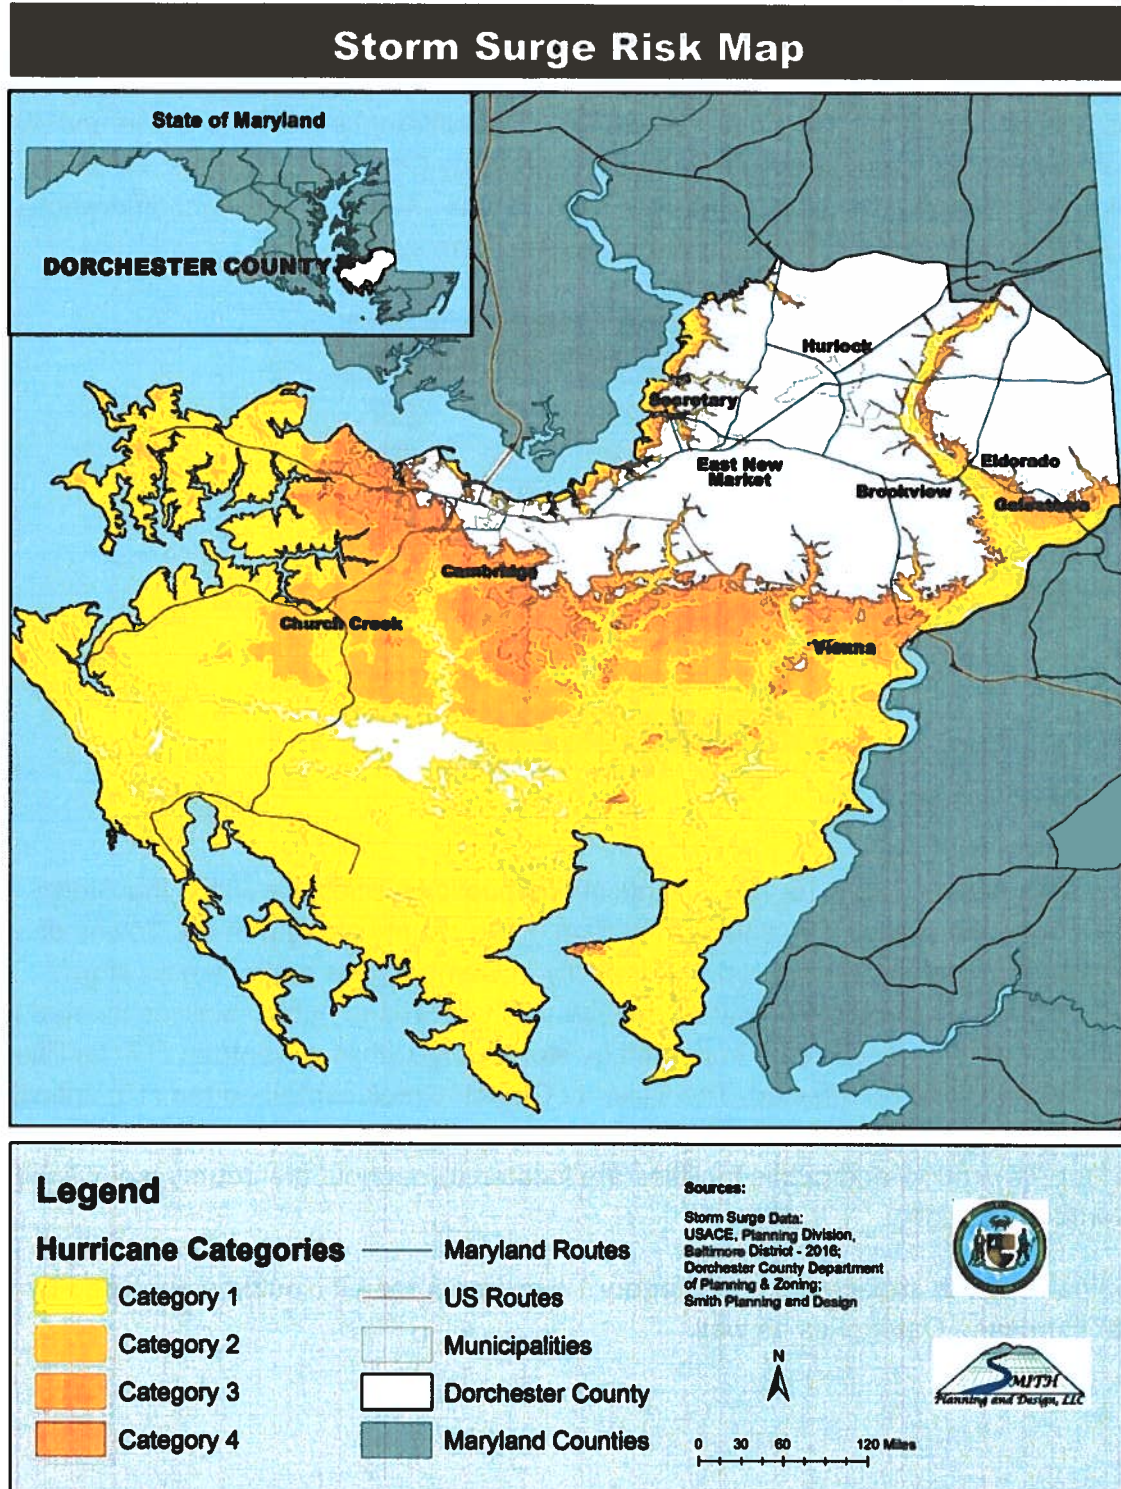 Storm Surge Risk Map
State of Maryland
DORCHESTER COUNTY
Hurlock
Secretary
East New
Market
Eldorado
Brookview
Galestown
Cambridge
Church Creek
Vienna
Legend
Hurricane Categories
Category 1
Category 2
Category 3
Category 4
Maryland Routes
US Routes
Municipalities
Dorchester County
Maryland Counties
Sources:
Storm Surge Data:
USACE, Planning Division,
Baltimore District - 2016;
Dorchester County Department
of Planning & Zoning;
Smith Planning and Design
N
0 30 60 120 Miles
SMITH
Planning and Design, LLC